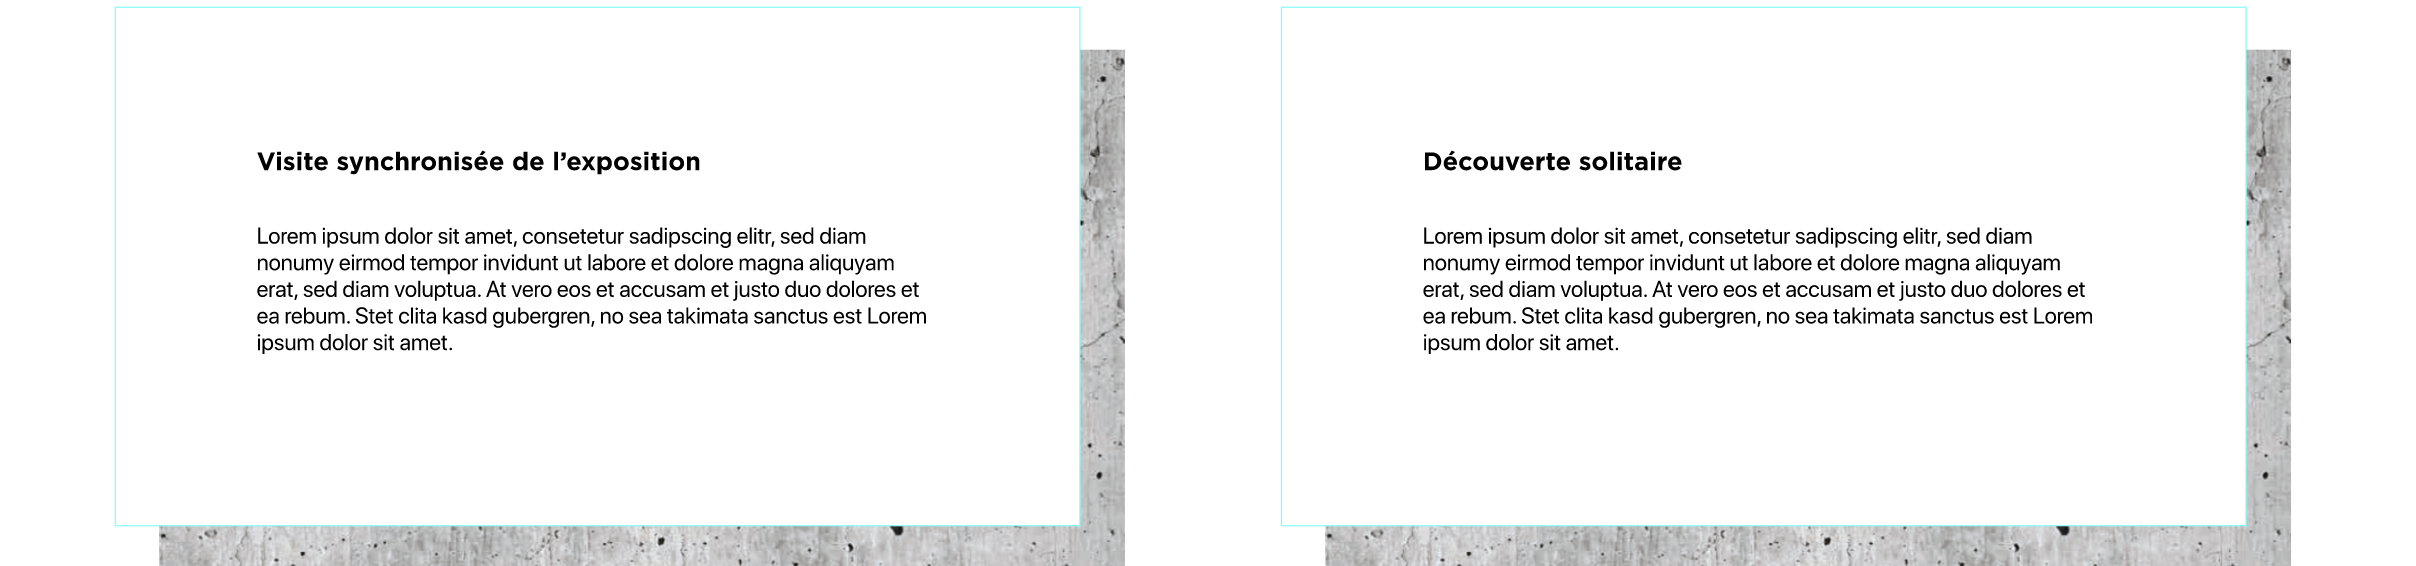 Visite synchronisée de l’exposition
Lorem ipsum dolor sit amet, consetetur sadipscing elitr, sed diam
nonumy eirmod tempor invidunt ut labore et dolore magna aliquyam
erat, sed diam voluptua. At vero eos et accusam et justo duo dolores et
ea rebum. Stet clita kasd gubergren, no sea takimata sanctus est Lorem
ipsum dolor sit amet.
Découverte solitaire
Lorem ipsum dolor sit amet, consetetur sadipscing elitr, sed diam
nonumy eirmod tempor invidunt ut labore et dolore magna aliquyam
erat, sed diam voluptua. At vero eos et accusam et justo duo dolores et
ea rebum. Stet clita kasd gubergren, no sea takimata sanctus est Lorem
ipsum dolor sit amet.